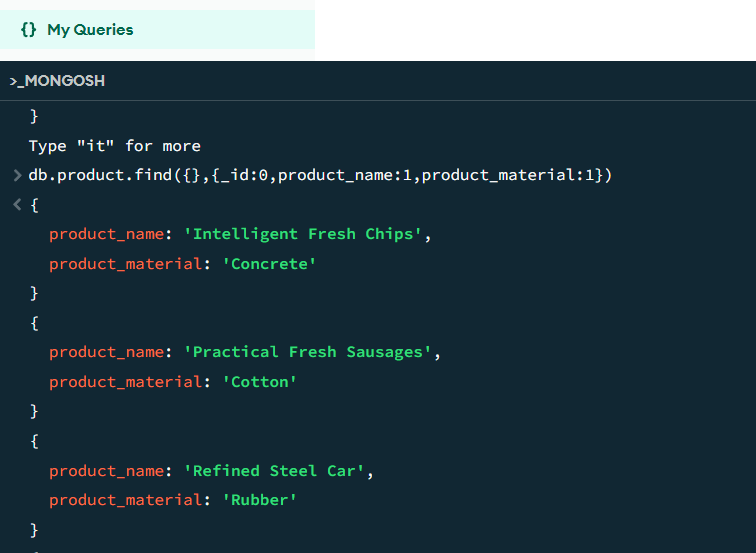 {} My Queries
>_MONGOSH
}
Type "it" for more
> db.product.find({},{_id:0,product_name:1,product_material:1})
< {
product_name: 'Intelligent Fresh Chips',
product_material: 'Concrete'
}
{
product_name: 'Practical Fresh Sausages',
product_material: 'Cotton'
}
{
product_name: 'Refined Steel Car',
product_material: 'Rubber'
}